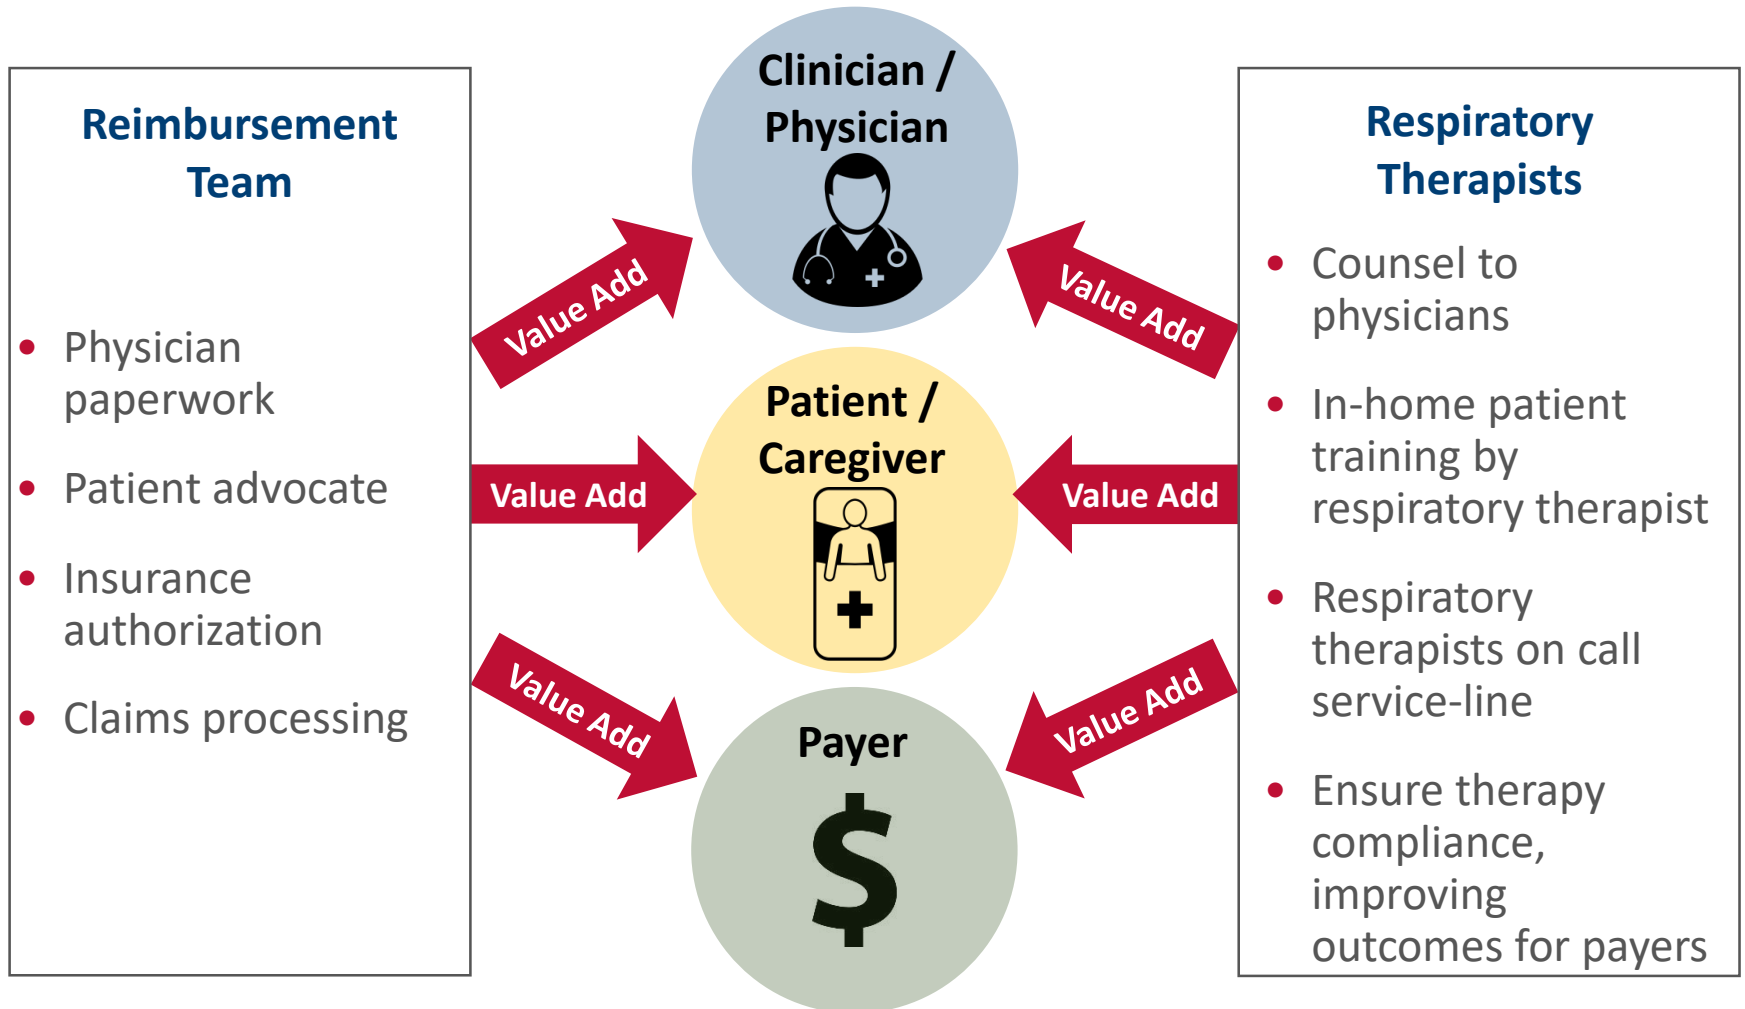 Reimbursement
Team
• Physician
paperwork
• Patient advocate
• Insurance
authorization
• Claims processing
Value Add
Value Add
Value Add
Clinician /
Physician
Patient /
Caregiver
Payer
$
Value Add
Value Add
Value Add
Respiratory
Therapists
• Counsel to
physicians
• In-home patient
training by
respiratory therapist
• Respiratory
therapists on call
service-line
• Ensure therapy
compliance,
improving
outcomes for payers